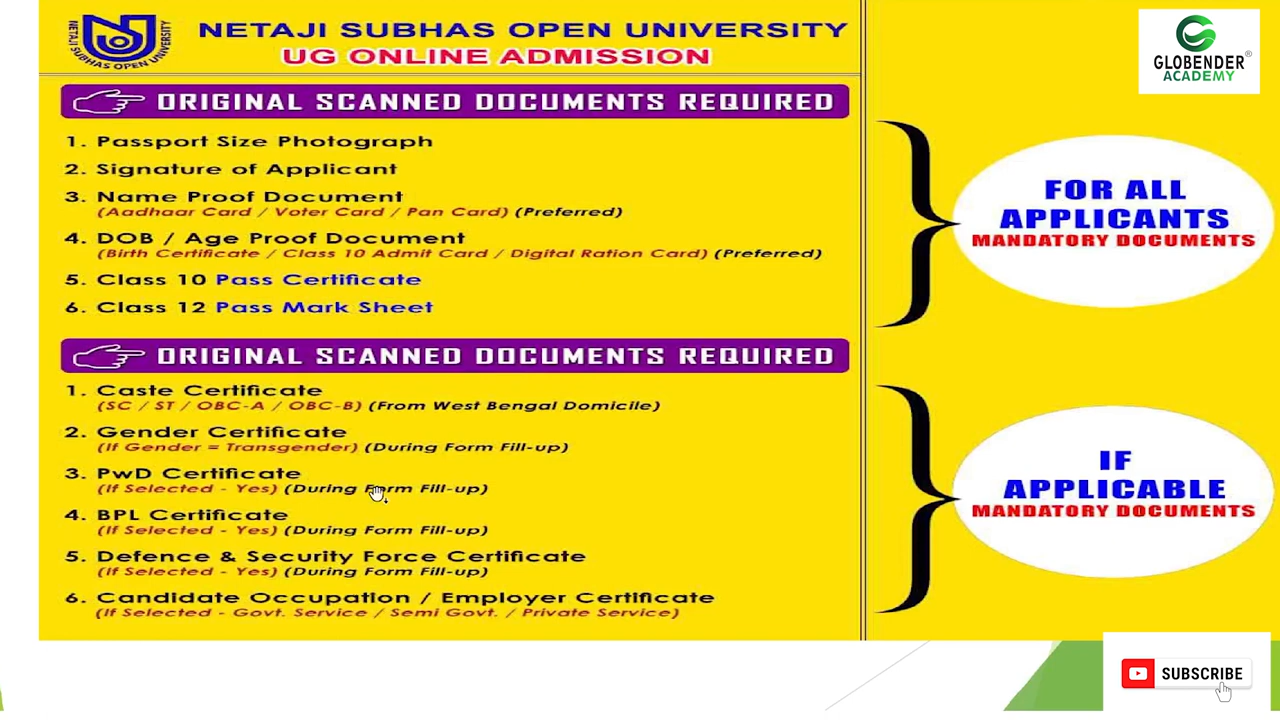 NETAJI SUBHAS OPEN UNIVERSITY
NETAJI SUBHAS OPEN UNIVERSITY
UG ONLINE ADMISSION
GLOBENDER®
ACADEMY
ORIGINAL SCANNED DOCUMENTS REQUIRED
1. Passport Size Photograph
2. Signature of Applicant
3. Name Proof Document
(Aadhaar Card / Voter Card / Pan Card) (Preferred)
4. DOB / Age Proof Document
(Birth Certificate / Class 10 Admit Card / Digital Ration Card) (Preferred)
5. Class 10 Pass Certificate
6. Class 12 Pass Mark Sheet
FOR ALL
APPLICANTS
MANDATORY DOCUMENTS
ORIGINAL SCANNED DOCUMENTS REQUIRED
1. Caste Certificate
(SC / ST / OBC-A / OBC-B) (From West Bengal Domicile)
2. Gender Certificate
(If Gender = Transgender) (During Form Fill-up)
3. PwD Certificate
(If Selected - Yes) (During Form Fill-up)
4. BPL Certificate
(If Selected - Yes) (During Form Fill-up)
5. Defence & Security Force Certificate
(If Selected - Yes) (During Form Fill-up)
6. Candidate Occupation / Employer Certificate
(If Selected - Govt. Service / Semi Govt. / Private Service)
IF
APPLICABLE
MANDATORY DOCUMENTS
SUBSCRIBE